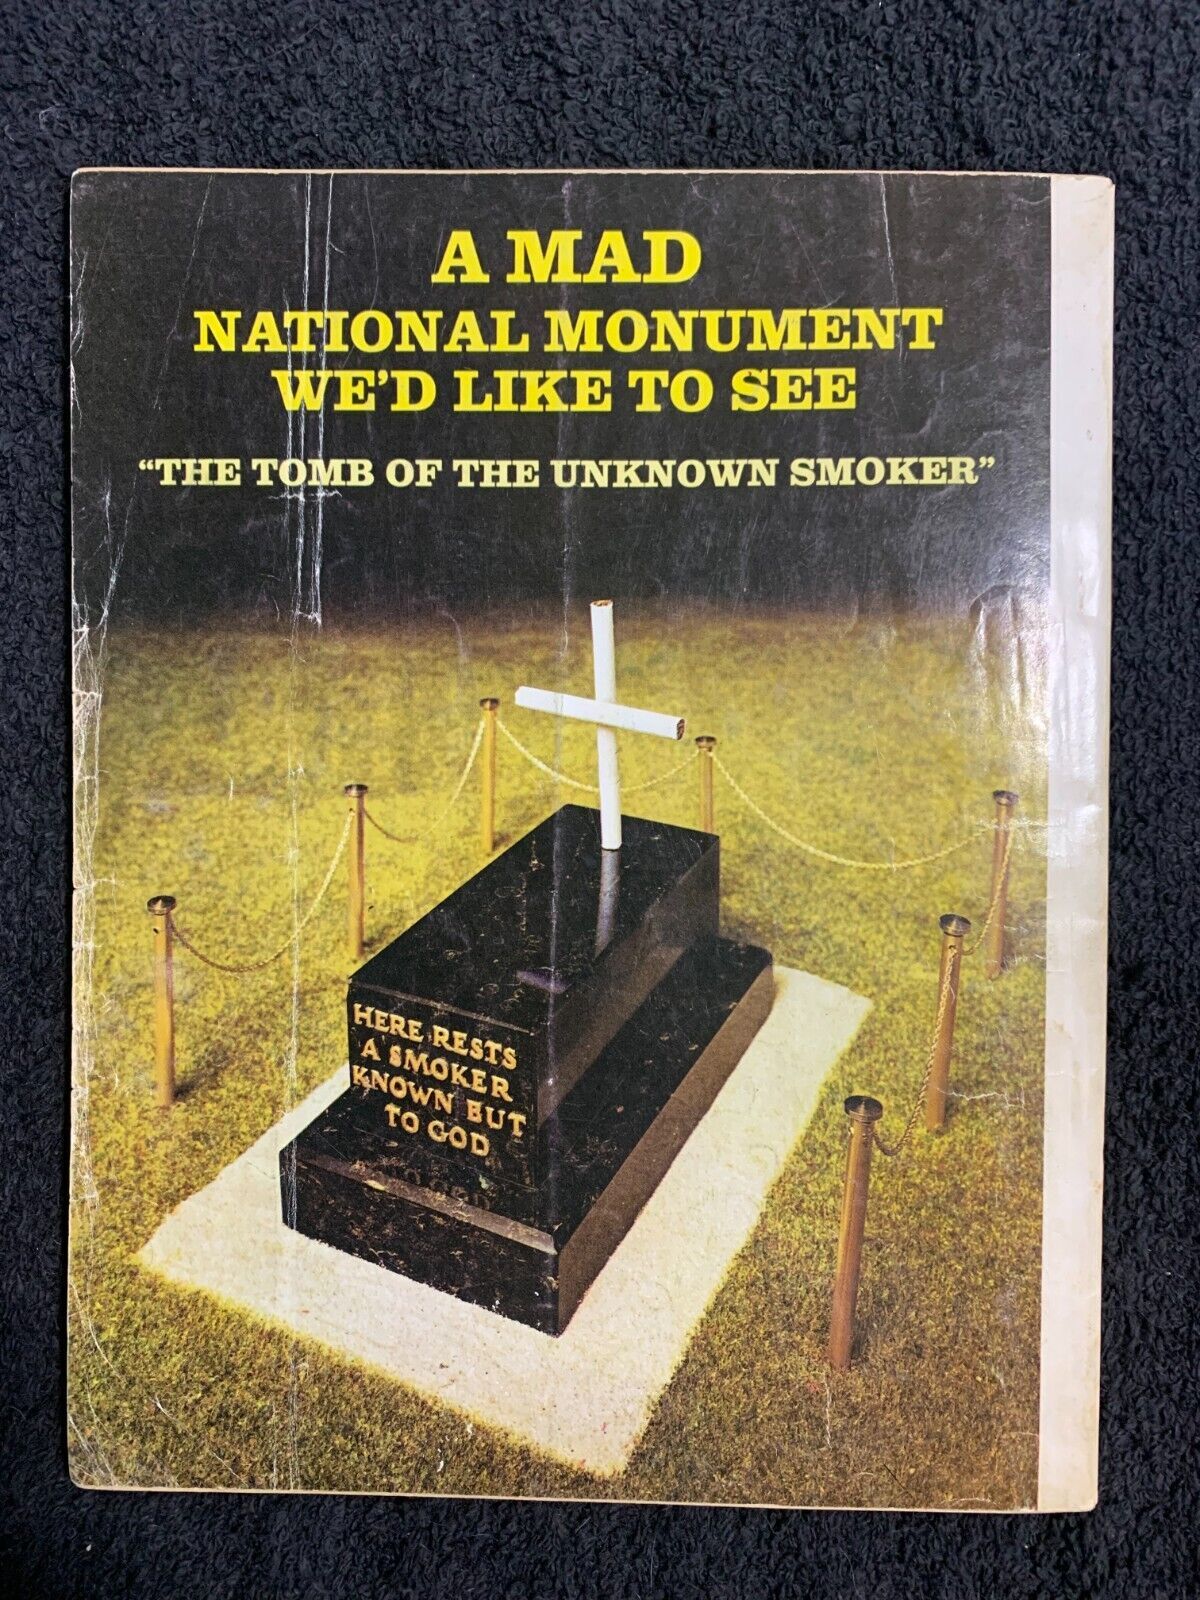 A MAD
NATIONAL MONUMENT
WE'D LIKE TO SEE
“THE TOMB OF THE UNKNOWN SMOKER”
HERE RESTS
A SMOKER
KNOWN BUT
TO GOD